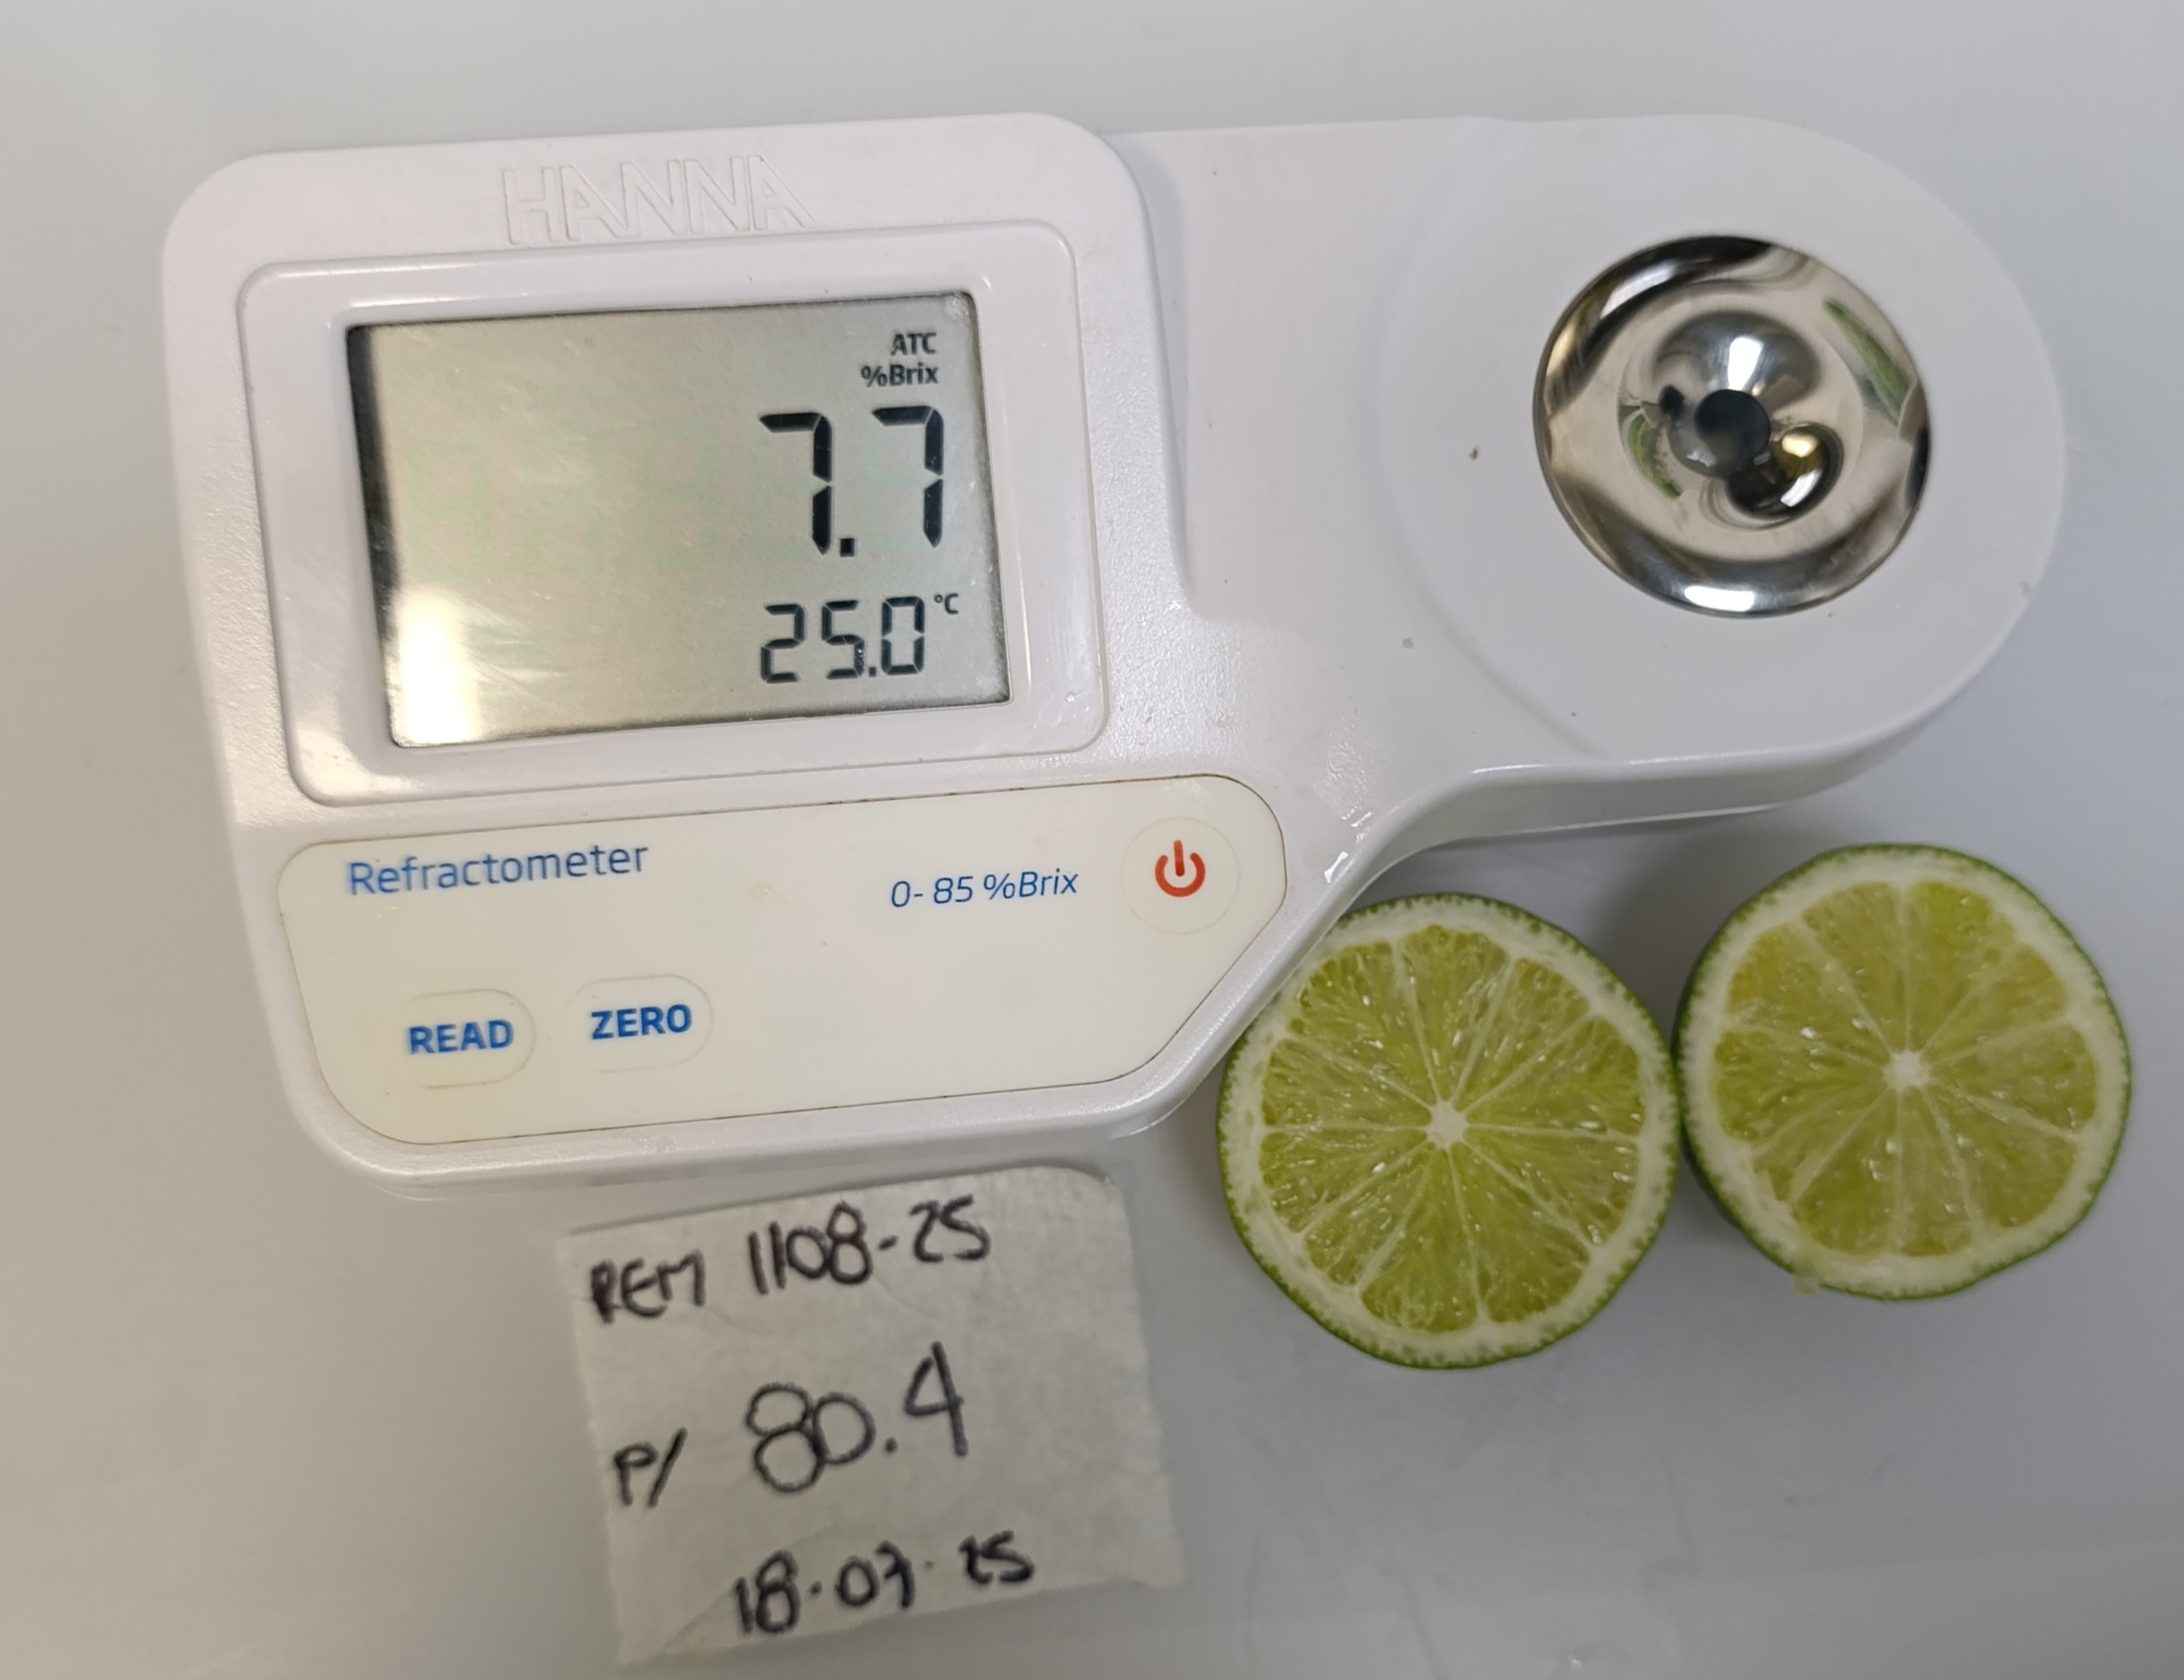 HANNA
ATC
%Brix
7.7
25.0°C
Refractometer
0- 85 %Brix
READ
ZERO
REM 1108-25
P/ 80.4
18.07.25